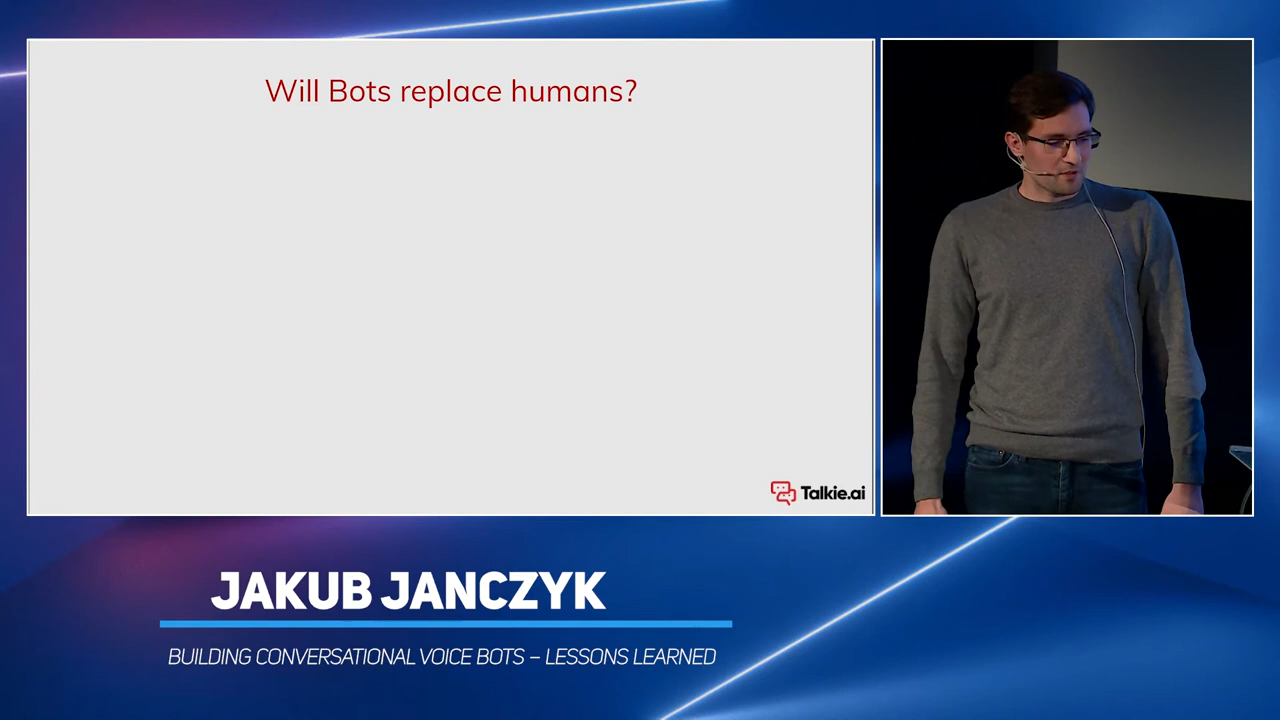 Will Bots replace humans?
Talkie.ai
JAKUB JANCZYK
BUILDING CONVERSATIONAL VOICE BOTS – LESSONS LEARNED